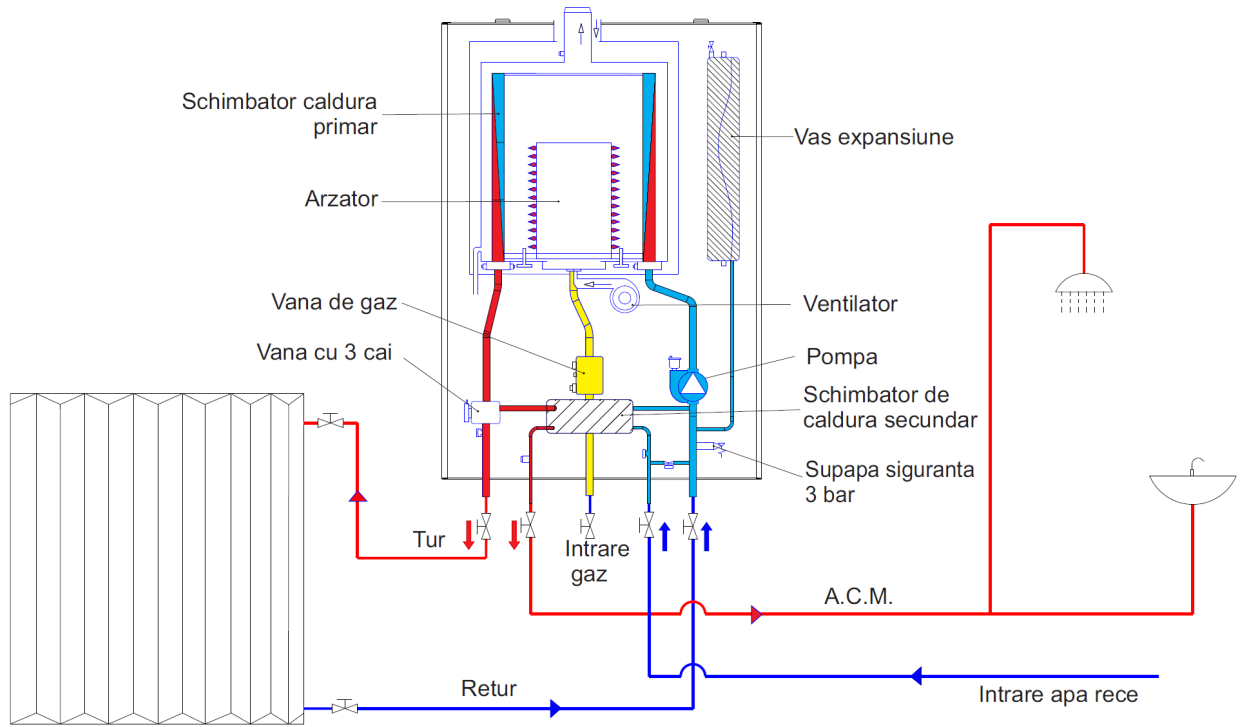 Schimbator caldura
primar
Vas expansiune
Arzator
Vana de gaz
Ventilator
Vana cu 3 cai
Pompa
Schimbator de
caldura secundar
Supapa siguranta
3 bar
Tur
Intrare
gaz
A.C.M.
Retur
Intrare apa rece